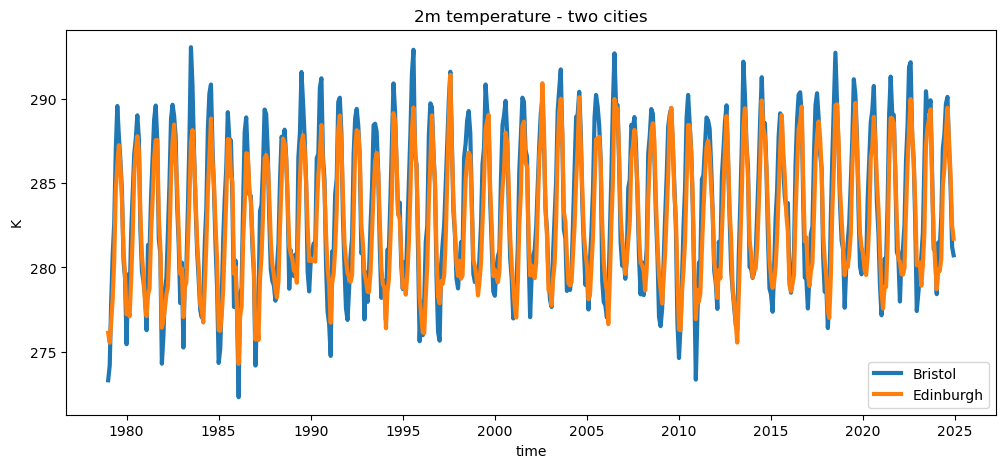 2m temperature - two cities
K
290
285
280
275
1980 1985 1990 1995 2000 2005 2010 2015 2020 2025
time
Bristol
Edinburgh